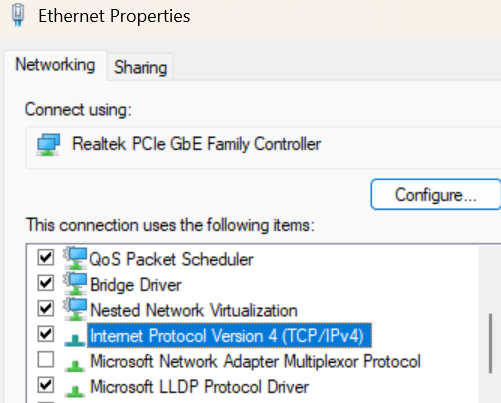 Ethernet Properties
Networking Sharing
Connect using:
Realtek PCIe GbE Family Controller
Configure...
This connection uses the following items:
QoS Packet Scheduler
Bridge Driver
Nested Network Virtualization
Internet Protocol Version 4 (TCP/IPv4)
Microsoft Network Adapter Multiplexor Protocol
Microsoft LLDP Protocol Driver